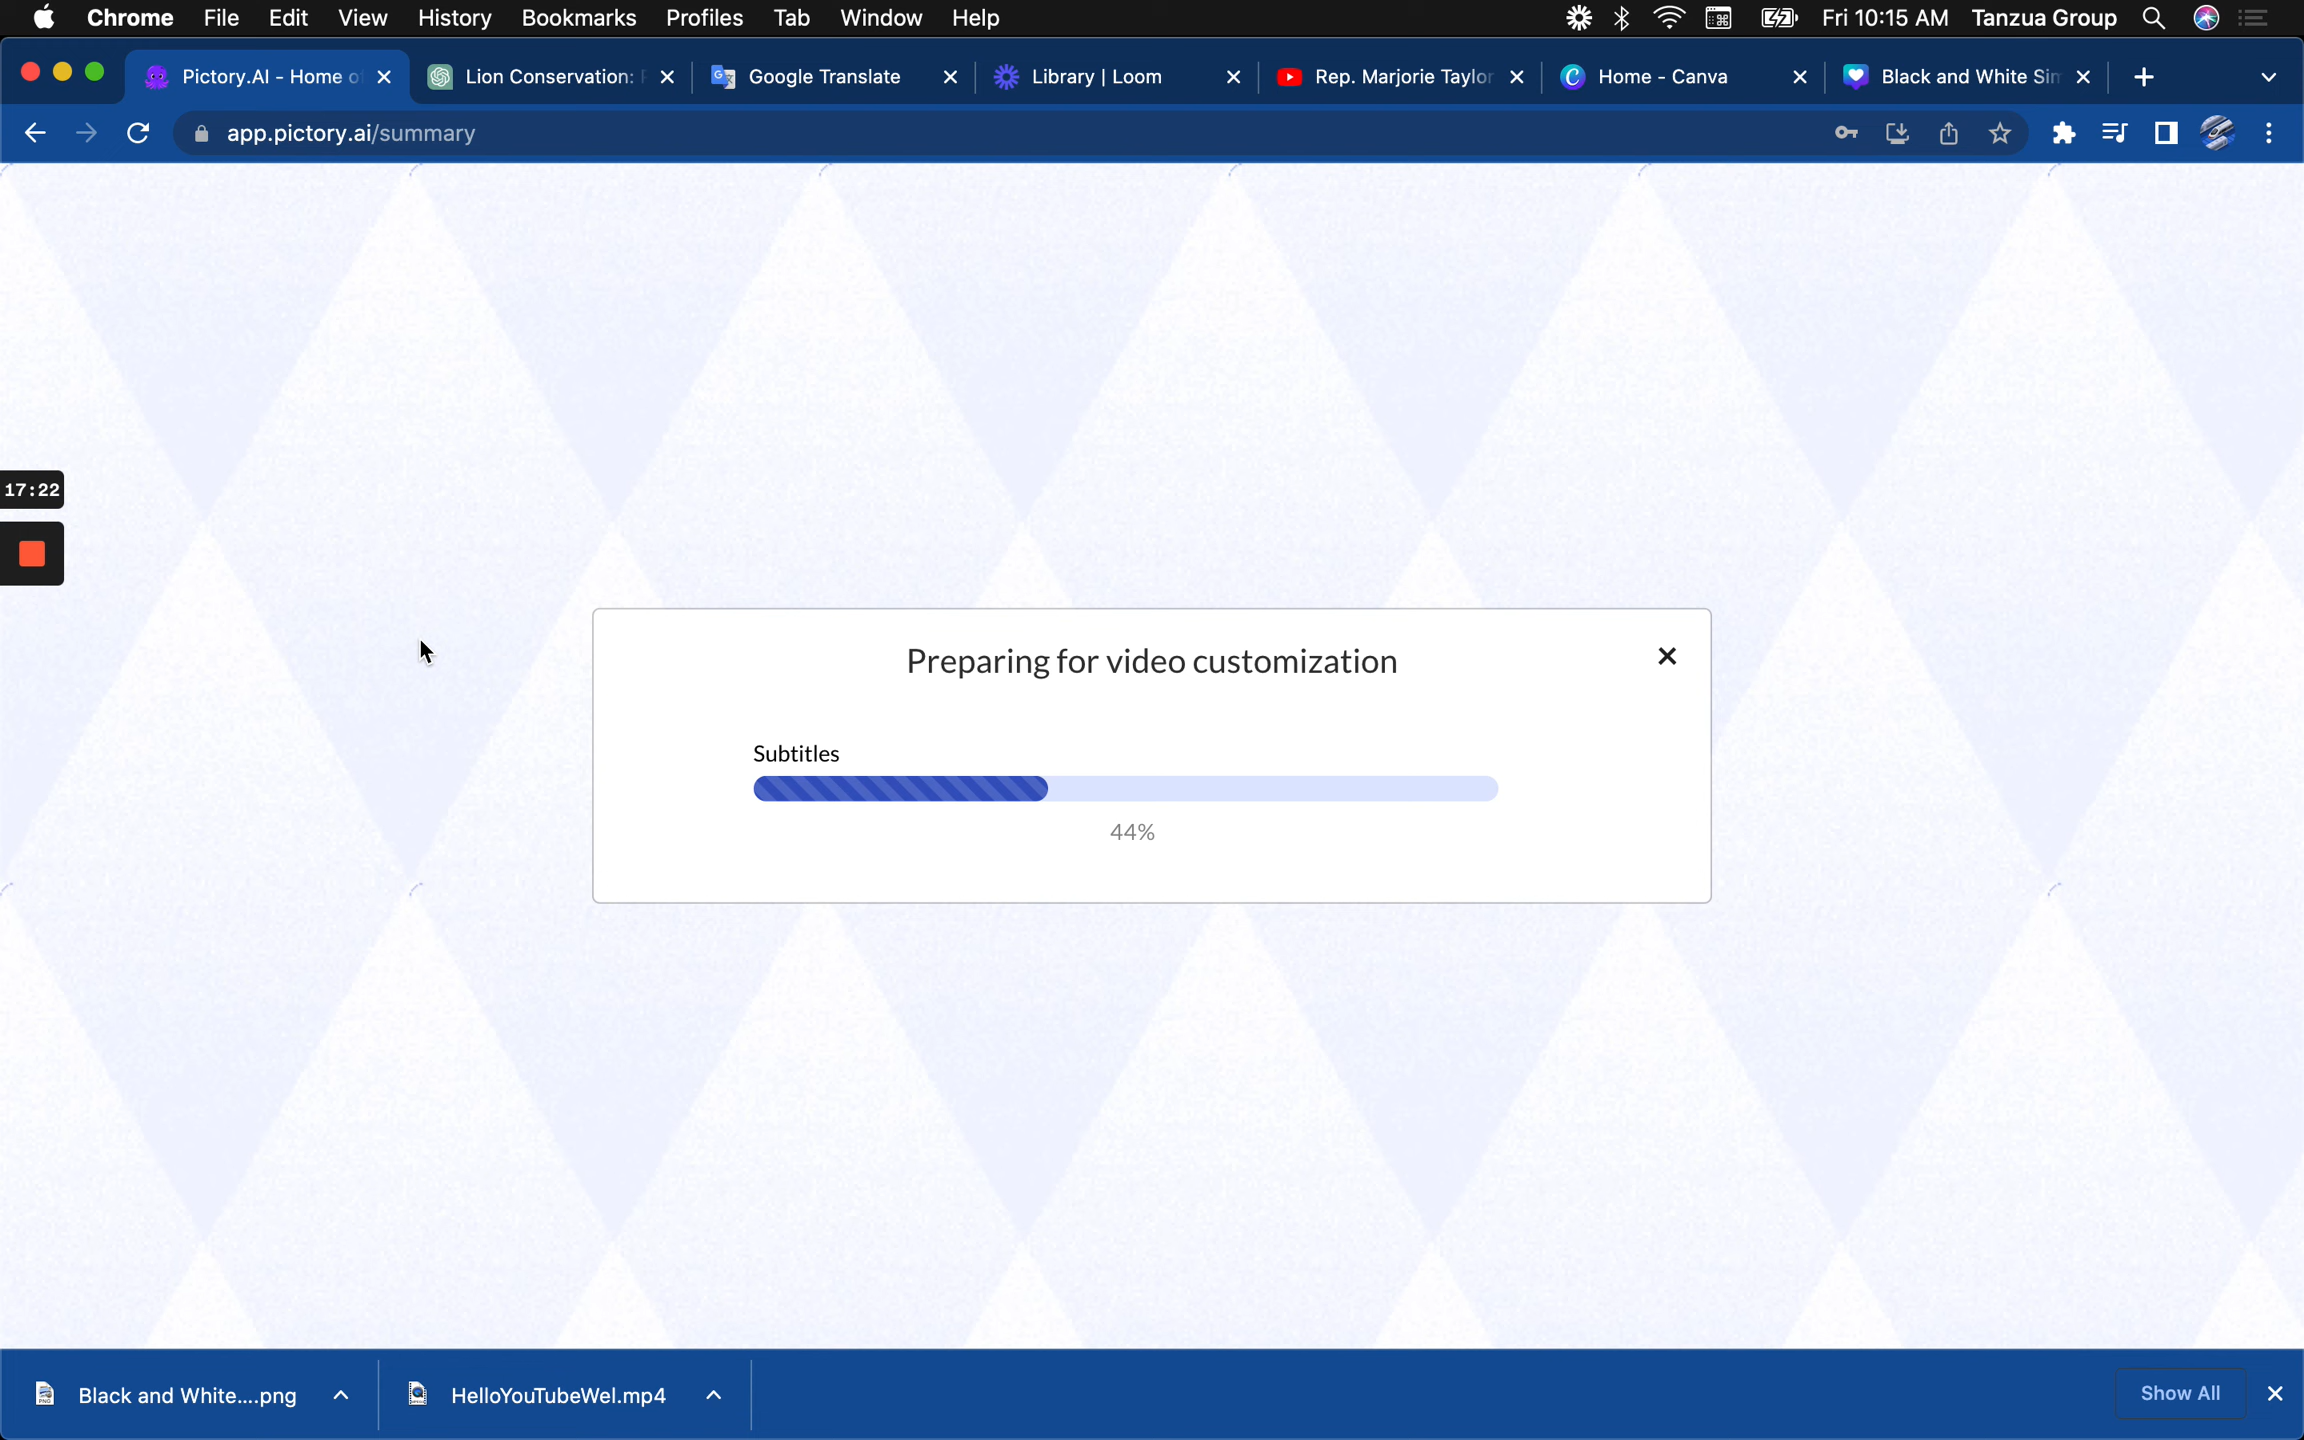 Chrome File Edit View History Bookmarks Profiles Tab Window Help Fri 10:15 AM Tanzua Group
Pictory.AI - Home of Lion Conservation: Google Translate Library | Loom Rep. Marjorie Taylor Home - Canva Black and White Sim
app.pictory.ai/summary
17:22
Preparing for video customization
Subtitles
44%
Black and White....png HelloYouTubeWel.mp4 Show All